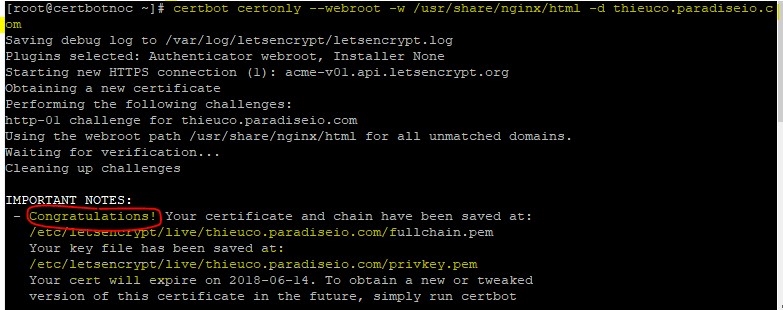 [root@certbotnoc ~]# certbot certonly --webroot -w /usr/share/nginx/html -d thieuco.paradiseio.c
om
Saving debug log to /var/log/letsencrypt/letsencrypt.log
Plugins selected: Authenticator webroot, Installer None
Starting new HTTPS connection (1): acme-v01.api.letsencrypt.org
Obtaining a new certificate
Performing the following challenges:
http-01 challenge for thieuco.paradiseio.com
Using the webroot path /usr/share/nginx/html for all unmatched domains.
Waiting for verification...
Cleaning up challenges
IMPORTANT NOTES:
- Congratulations! Your certificate and chain have been saved at:
/etc/letsencrypt/live/thieuco.paradiseio.com/fullchain.pem
Your key file has been saved at:
/etc/letsencrypt/live/thieuco.paradiseio.com/privkey.pem
Your cert will expire on 2018-06-14. To obtain a new or tweaked
version of this certificate in the future, simply run certbot